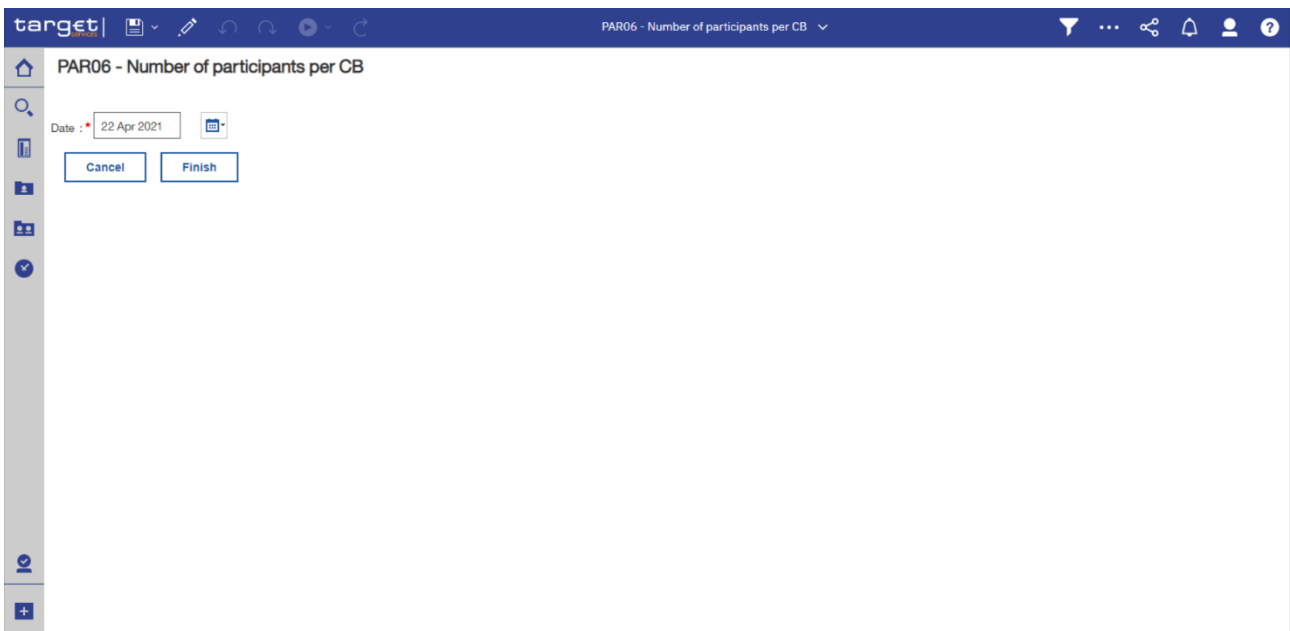 target|
services
PAR06 - Number of participants per CB
PAR06 - Number of participants per CB
Date : * 22 Apr 2021
Cancel Finish